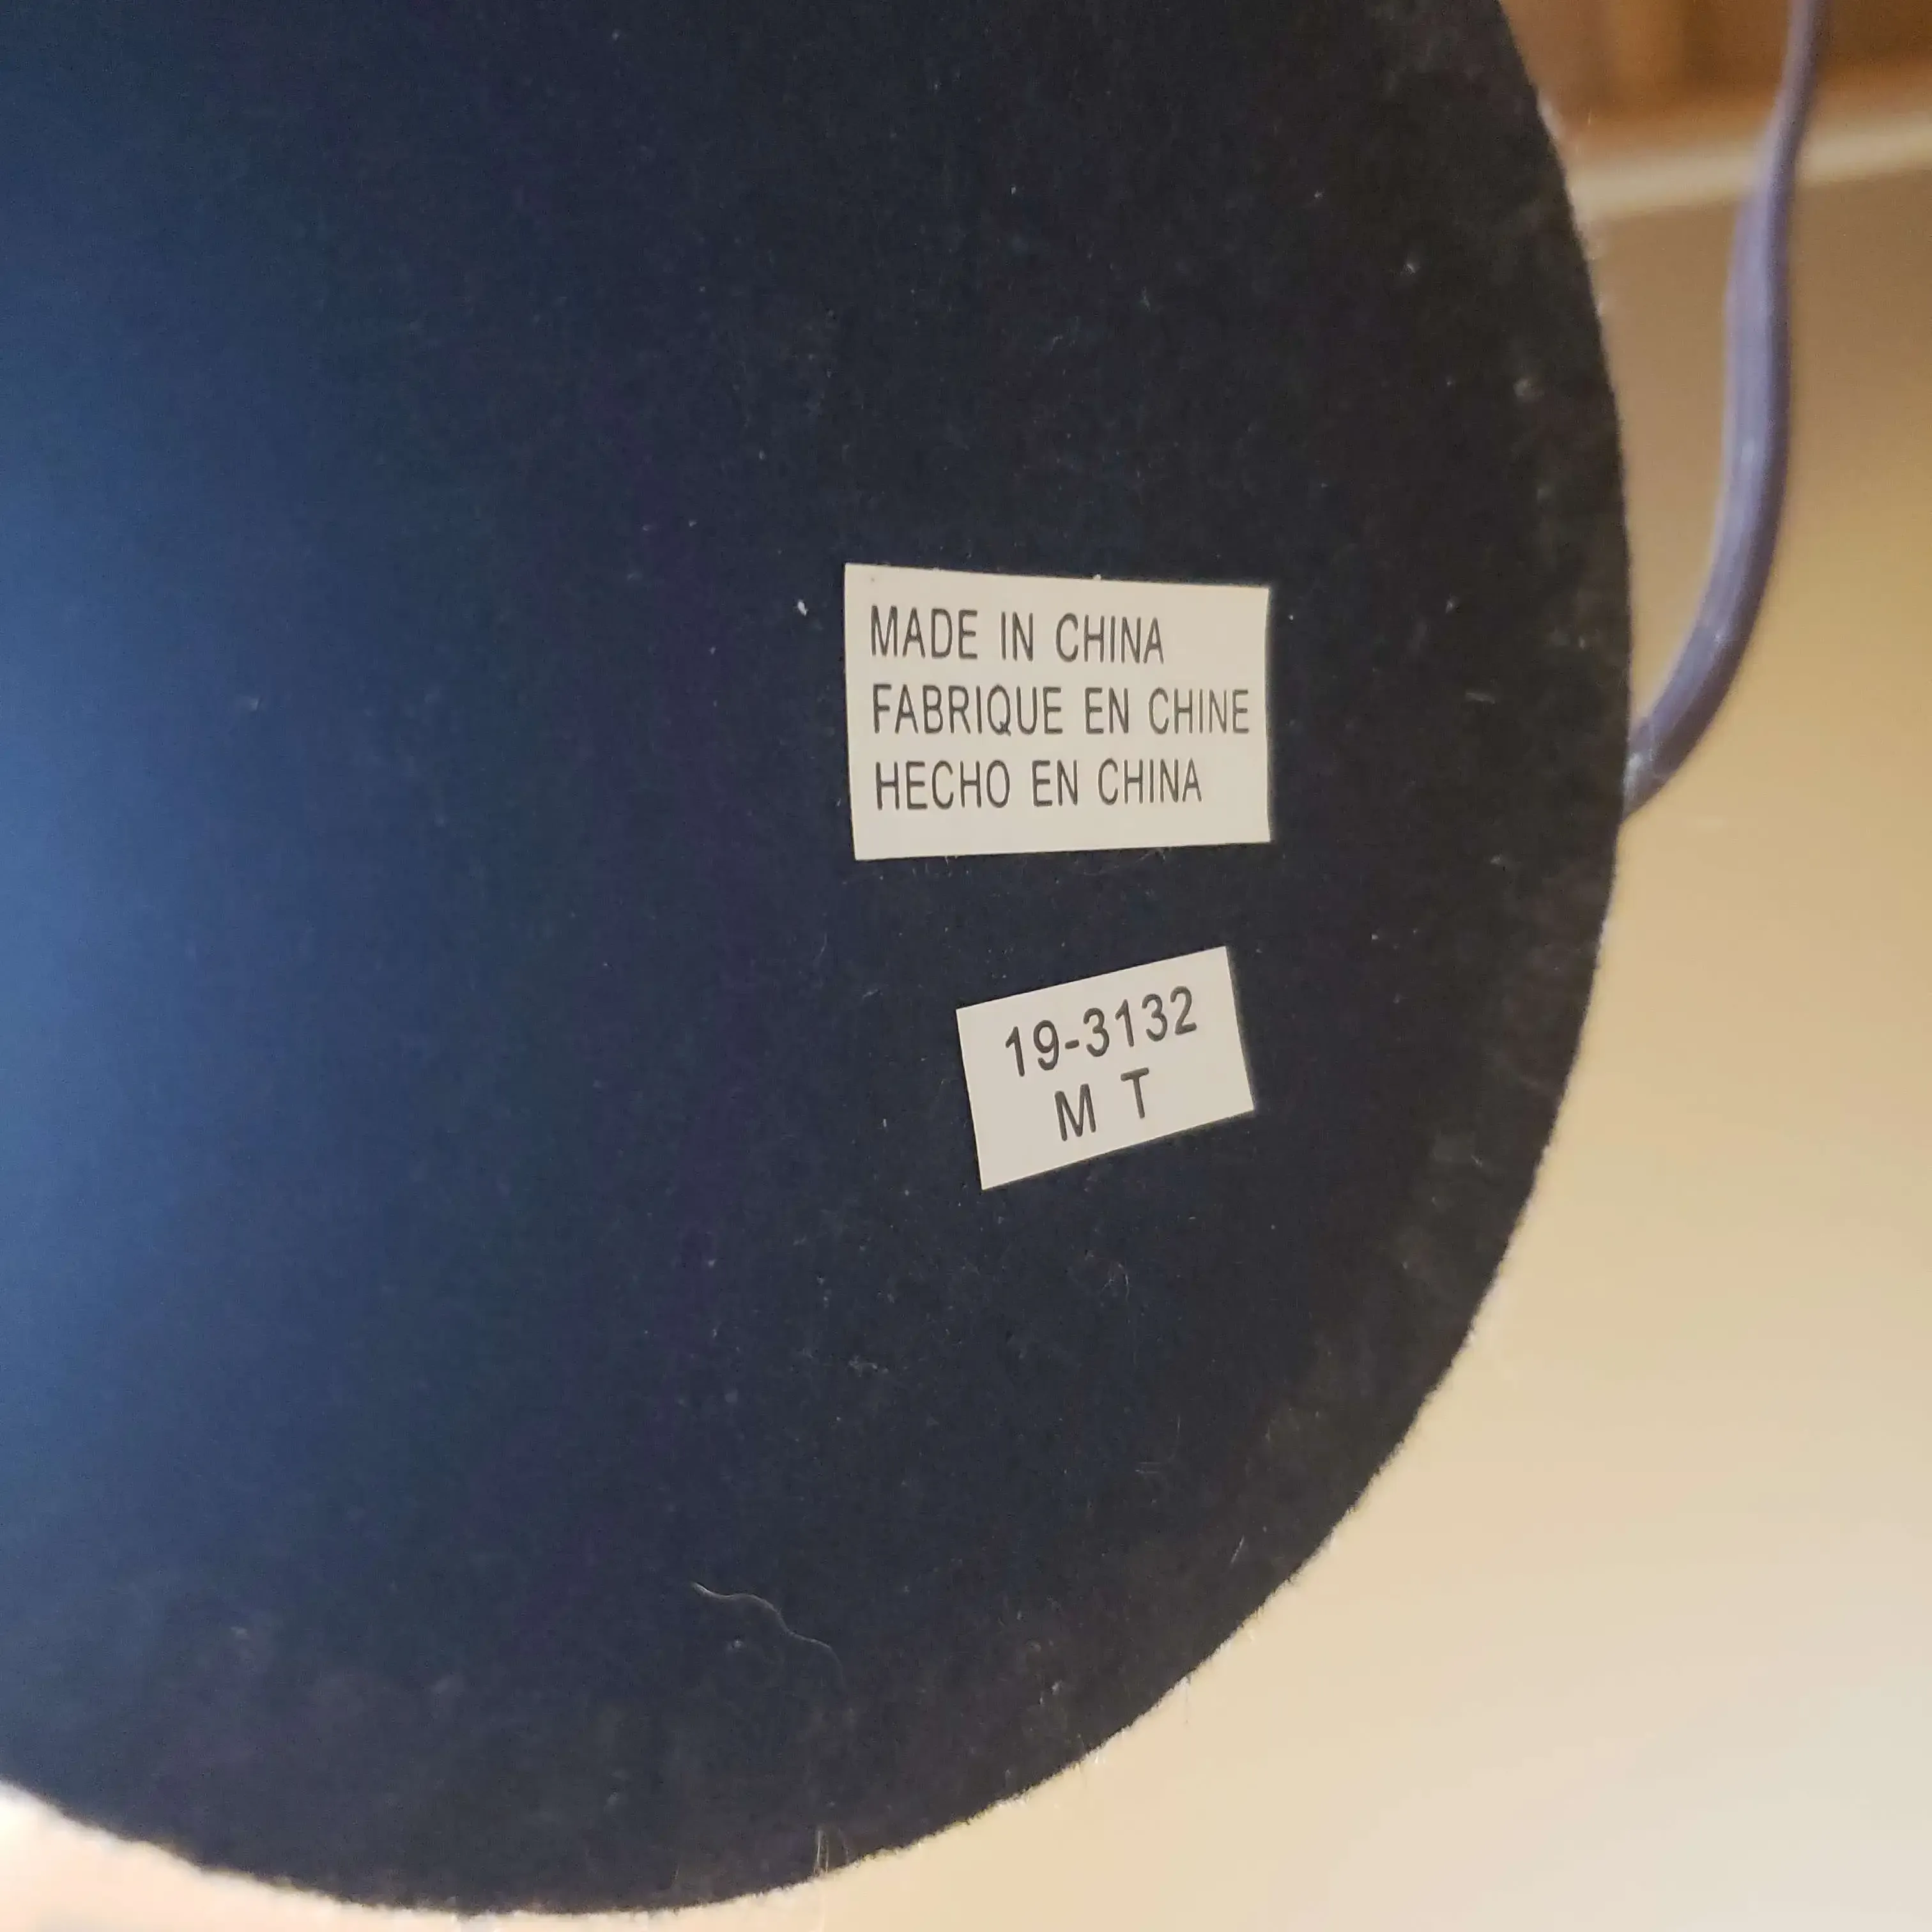 MADE IN CHINA
FABRIQUE EN CHINE
HECHO EN CHINA
19-3132
M T